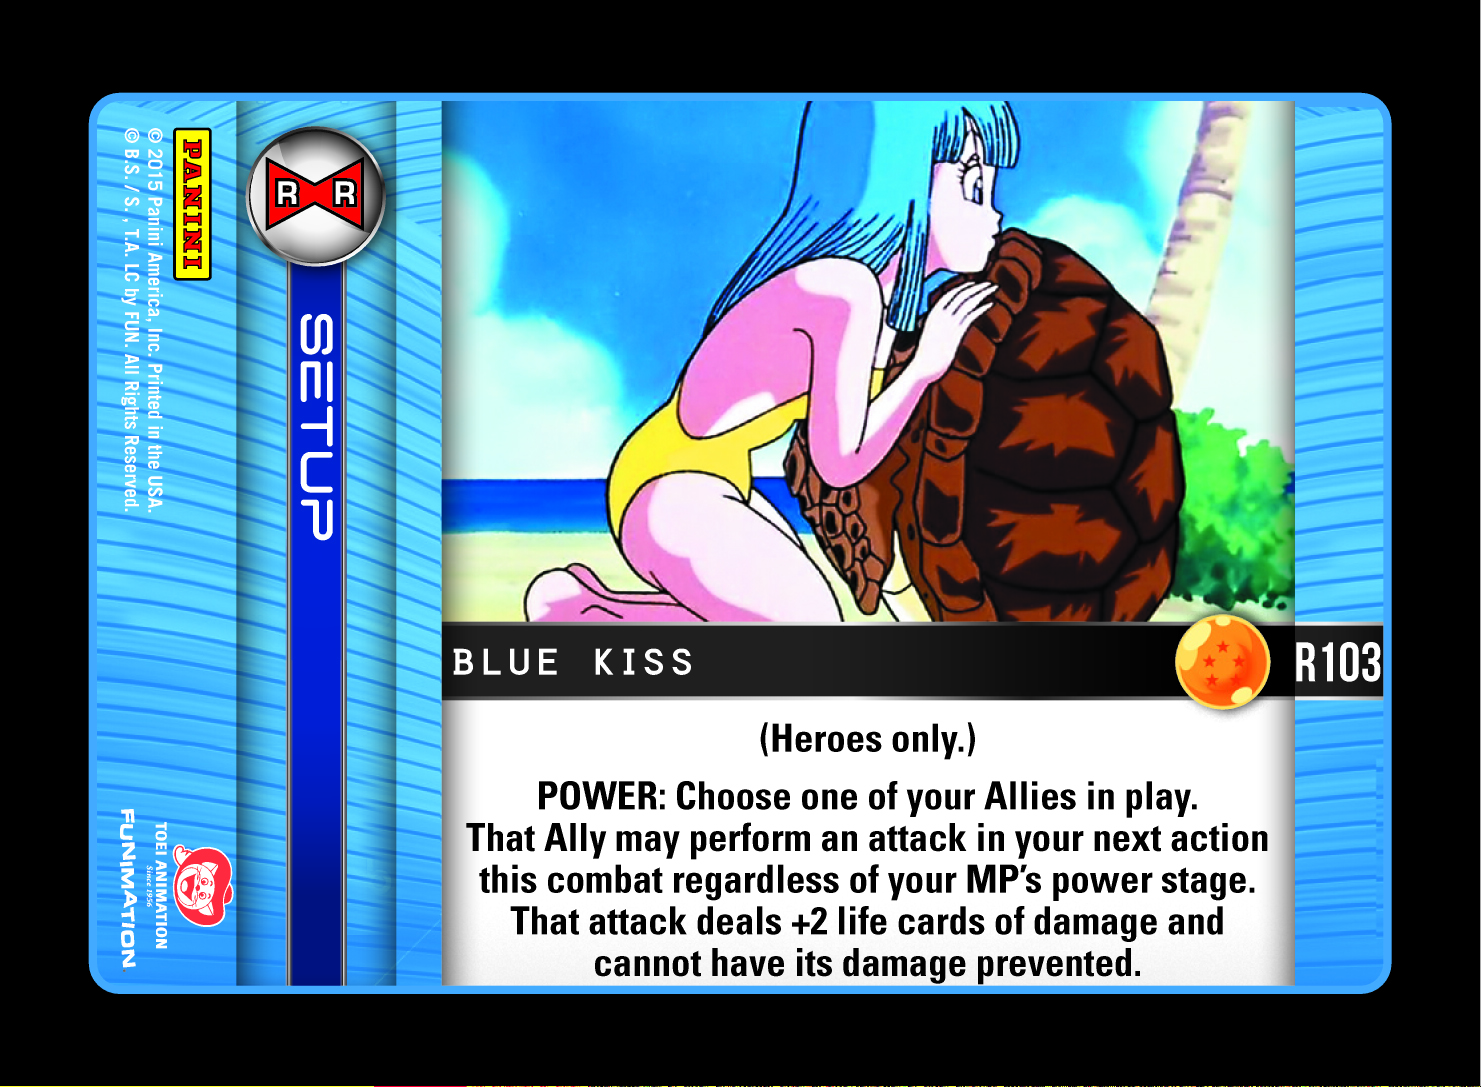 PANINI
© 2015 Panini America, Inc. Printed in the USA.
© B.S. / S. , T.A. LC by FUN. All Rights Reserved.
R R
SETUP
BLUE KISS
R103
(Heroes only.)
POWER: Choose one of your Allies in play.
That Ally may perform an attack in your next action
this combat regardless of your MP’s power stage.
That attack deals +2 life cards of damage and
cannot have its damage prevented.
TOEI ANIMATION
Since 1956
FUNIMATION